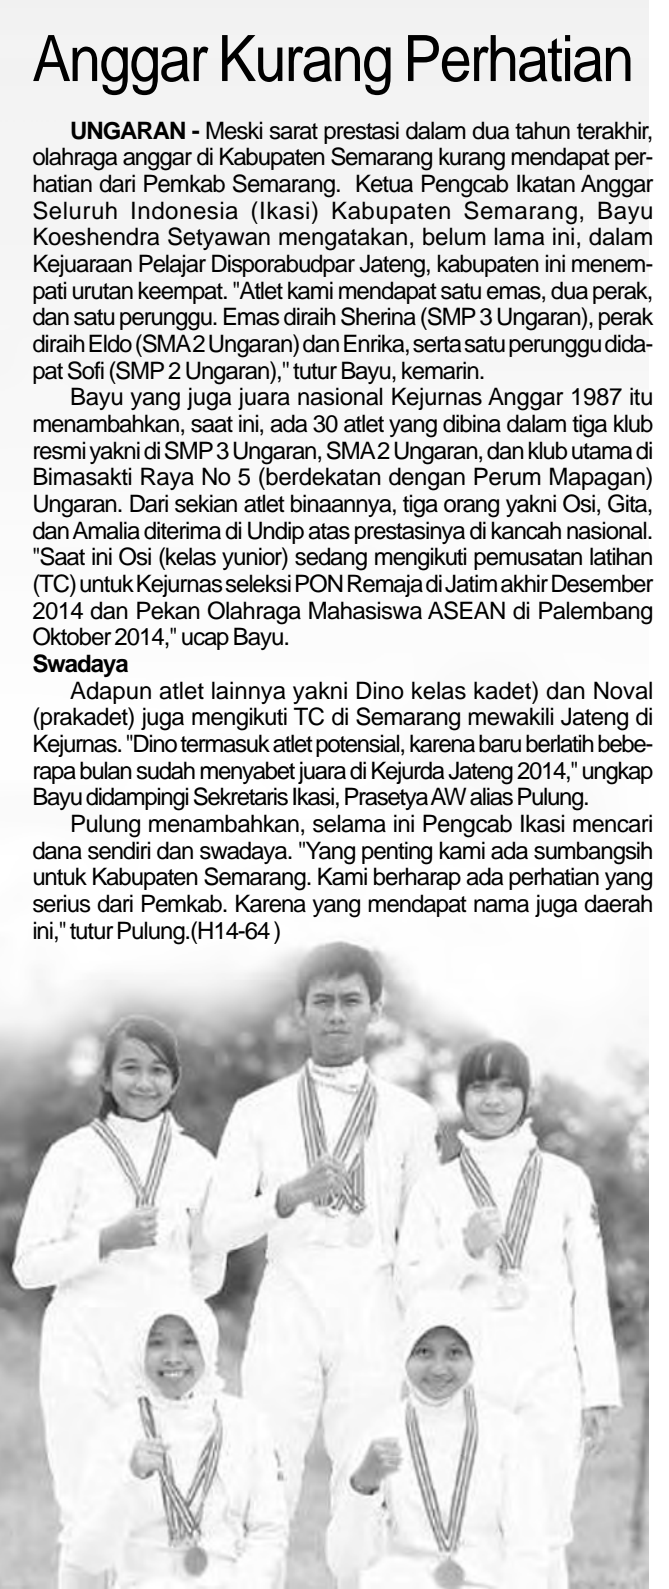 Anggar Kurang Perhatian
UNGARAN - Meski sarat prestasi dalam dua tahun terakhir,
olahraga anggar di Kabupaten Semarang kurang mendapat per-
hatian dari Pemkab Semarang.  Ketua Pengcab Ikatan Anggar
Seluruh Indonesia (Ikasi) Kabupaten Semarang, Bayu
Koeshendra Setyawan mengatakan, belum lama ini, dalam
Kejuaraan Pelajar Disporabudpar Jateng, kabupaten ini menem-
pati urutan keempat. "Atlet kami mendapat satu emas, dua perak,
dan satu perunggu. Emas diraih Sherina (SMP 3 Ungaran), perak
diraih Eldo (SMA 2 Ungaran) dan Enrika, serta satu perunggu dida-
pat Sofi (SMP 2 Ungaran)," tutur Bayu, kemarin.
Bayu yang juga juara nasional Kejurnas Anggar 1987 itu
menambahkan, saat ini, ada 30 atlet yang dibina dalam tiga klub
resmi yakni di SMP 3 Ungaran, SMA 2 Ungaran, dan klub utama di
Bimasakti Raya No 5 (berdekatan dengan Perum Mapagan)
Ungaran. Dari sekian atlet binaannya, tiga orang yakni Osi, Gita,
dan Amalia diterima di Undip atas prestasinya di kancah nasional.
"Saat ini Osi (kelas yunior) sedang mengikuti pemusatan latihan
(TC) untuk Kejurnas seleksi PON Remaja di Jatim akhir Desember
2014 dan Pekan Olahraga Mahasiswa ASEAN di Palembang
Oktober 2014," ucap Bayu.
Swadaya
Adapun atlet lainnya yakni Dino kelas kadet) dan Noval
(prakadet) juga mengikuti TC di Semarang mewakili Jateng di
Kejurnas. "Dino termasuk atlet potensial, karena baru berlatih bebe-
rapa bulan sudah menyabet juara di Kejurda Jateng 2014," ungkap
Bayu didampingi Sekretaris Ikasi, Prasetya AW alias Pulung.
Pulung menambahkan, selama ini Pengcab Ikasi mencari
dana sendiri dan swadaya. "Yang penting kami ada sumbangsih
untuk Kabupaten Semarang. Kami berharap ada perhatian yang
serius dari Pemkab. Karena yang mendapat nama juga daerah
ini," tutur Pulung.(H14-64 )